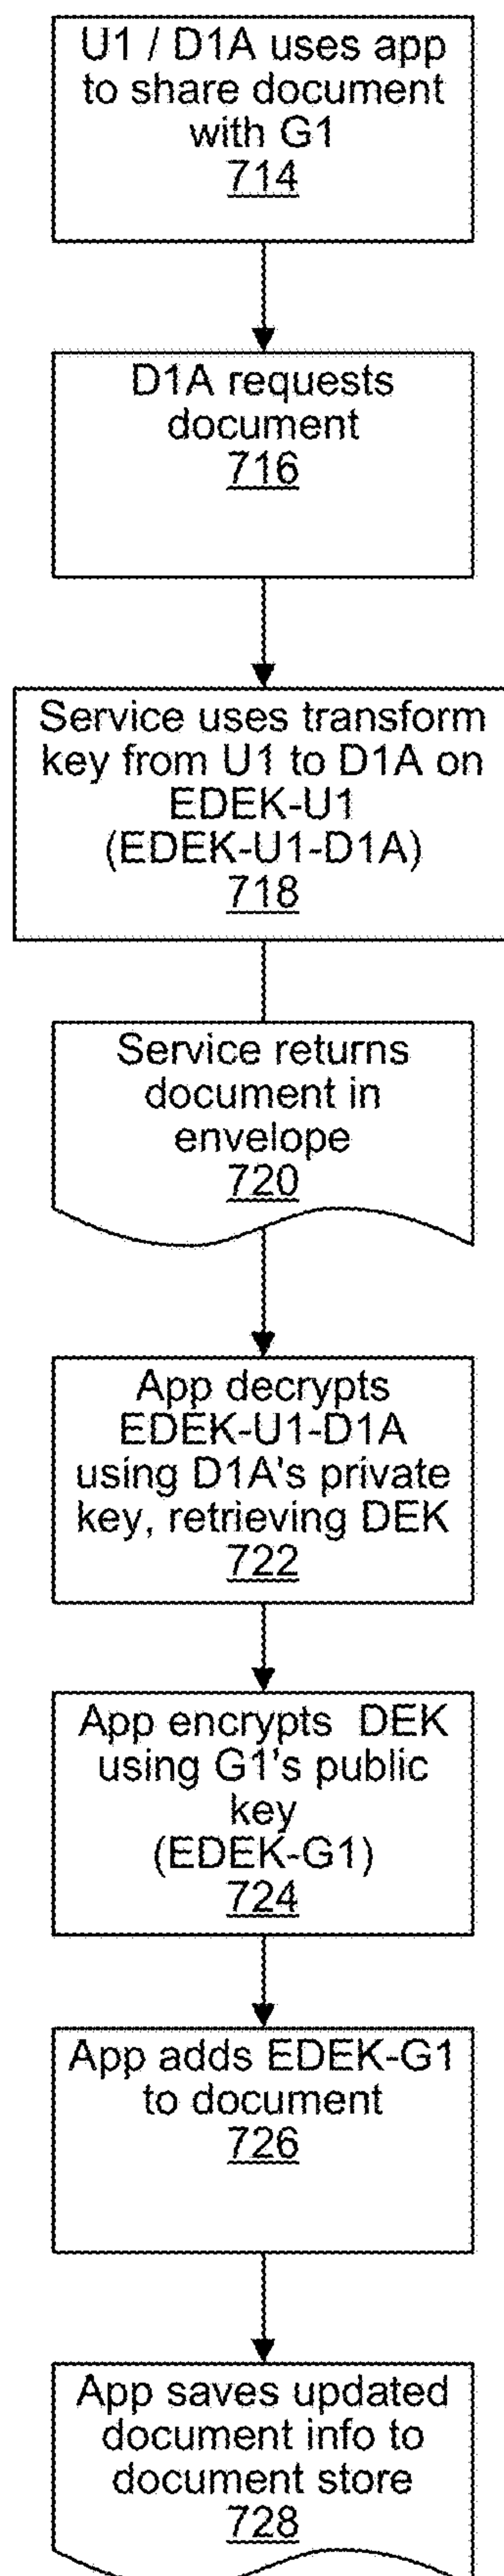 U1 / D1A uses app
to share document
with G1
714
D1A requests
document
716
Service uses transform
key from U1 to D1A on
EDEK-U1
(EDEK-U1-D1A)
718
Service returns
document in
envelope
720
App decrypts
EDEK-U1-D1A
using D1A's private
key, retrieving DEK
722
App encrypts DEK
using G1's public
key
(EDEK-G1)
724
App adds EDEK-G1
to document
726
App saves updated
document info to
document store
728